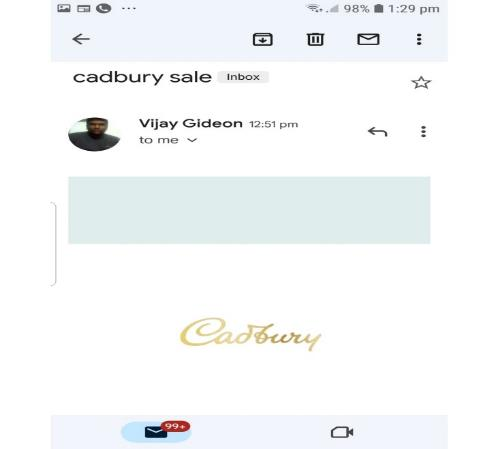 98% 1:29 pm
cadbury sale Inbox
Vijay Gideon 12:51 pm
to me
Cadbury
99+